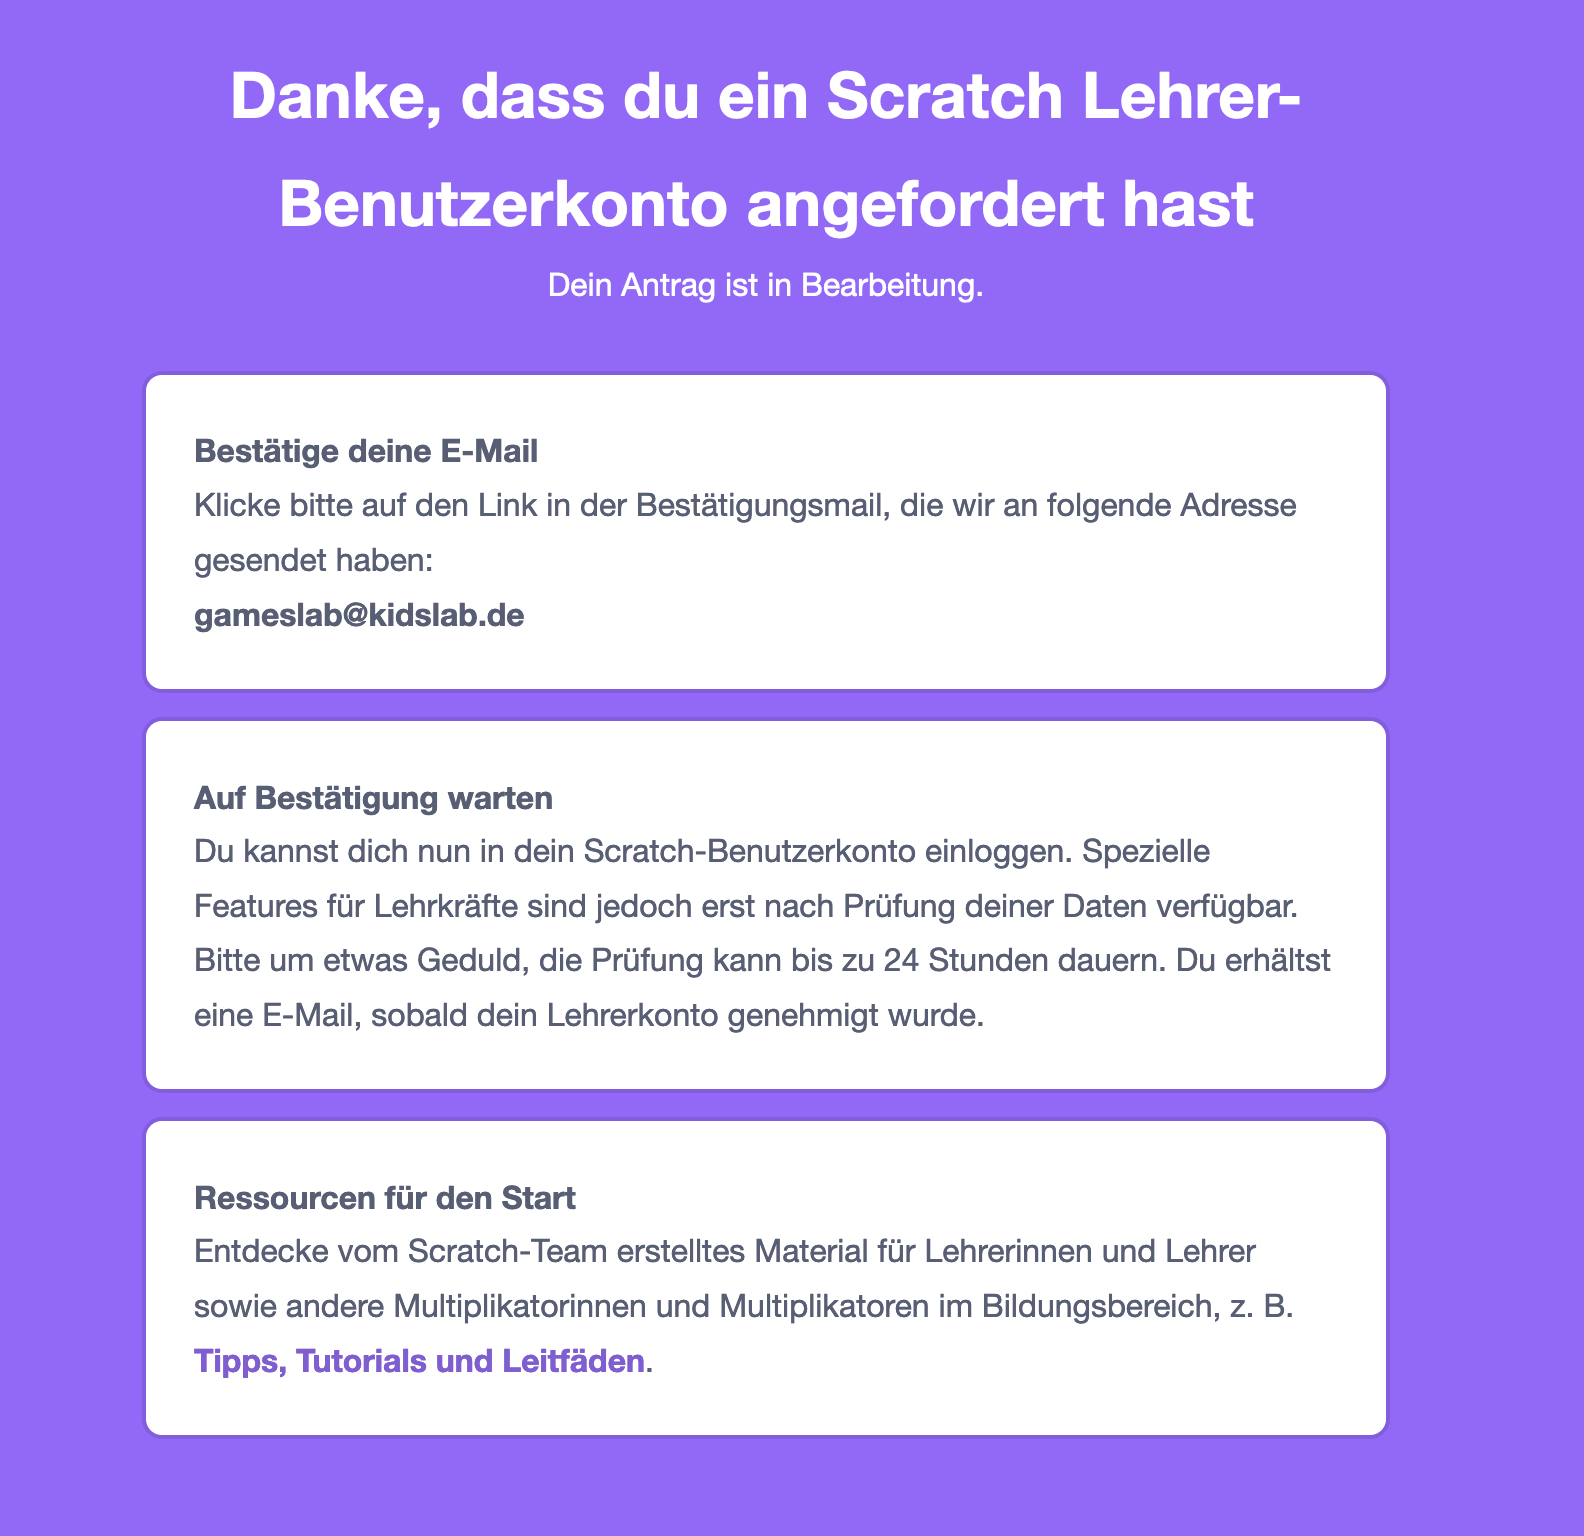 Danke, dass du ein Scratch Lehrer-
Benutzerkonto angefordert hast
Dein Antrag ist in Bearbeitung.
Bestätige deine E-Mail
Klicke bitte auf den Link in der Bestätigungsmail, die wir an folgende Adresse
gesendet haben:
gameslab@kidslab.de
Auf Bestätigung warten
Du kannst dich nun in dein Scratch-Benutzerkonto einloggen. Spezielle
Features für Lehrkräfte sind jedoch erst nach Prüfung deiner Daten verfügbar.
Bitte um etwas Geduld, die Prüfung kann bis zu 24 Stunden dauern. Du erhältst
eine E-Mail, sobald dein Lehrerkonto genehmigt wurde.
Ressourcen für den Start
Entdecke vom Scratch-Team erstelltes Material für Lehrerinnen und Lehrer
sowie andere Multiplikatorinnen und Multiplikatoren im Bildungsbereich, z. B.
Tipps, Tutorials und Leitfäden.